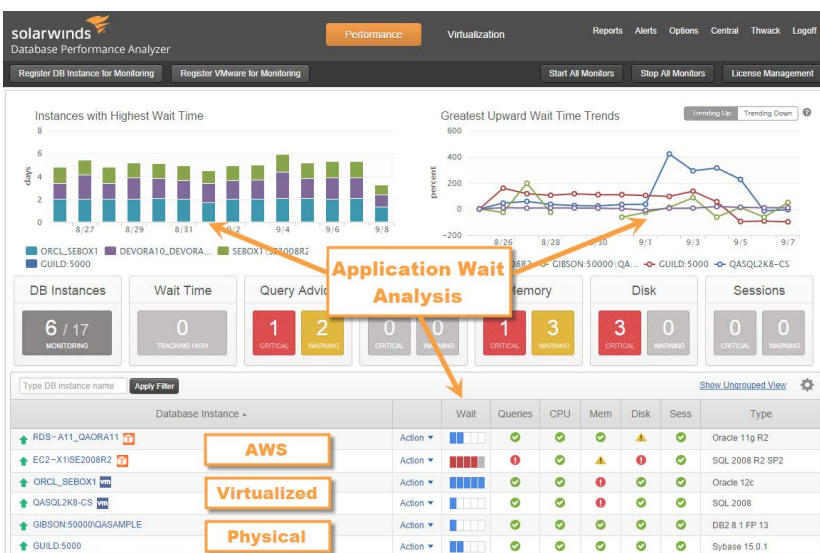 solarwinds
Database Performance Analyzer
Performance
Virtualization
Reports Alerts Options Central Thwack Logoff
Register DB Instance for Monitoring
Register VMware for Monitoring
Start All Monitors
Stop All Monitors
License Management
Instances with Highest Wait Time
8
6
4
2
0
days
8/27 8/29 8/31 9/2 9/4 9/6 9/8
ORCL_SEBOX1 DEVORA10_DEVORA... SEBOX1\SE2008R2
GUILD:5000
Greatest Upward Wait Time Trends
Trending Up Trending Down
600
400
200
0
-200
percent
8/26 8/28 8/30 9/1 9/3 9/5 9/7
GIBSON:50000\QA... GUILD:5000 QASQL2K8-CS
Application Wait
Analysis
DB Instances
6 / 17
MONITORING
Wait Time
0
TRACKING HIGH
Query
1 2
CRITICAL WARNING
0 0
CRITICAL WARNING
1 3
CRITICAL WARNING
Disk
3 0
CRITICAL WARNING
Sessions
0 0
CRITICAL WARNING
Type DB instance name
Apply Filter
Show Ungrouped View
Database Instance Wait Queries CPU Mem Disk Sess Type
RDS-A11_QAORA11 Action Oracle 11g R2
AWS
EC2-X1\SE2008R2 Action SQL 2008 R2 SP2
ORCL_SEBOX1 vm Action Oracle 12c
Virtualized
QASQL2K8-CS vm Action SQL 2008
GIBSON:50000\QASAMPLE Action DB2 8.1 FP 13
Physical
GUILD:5000 Action Sybase 15.0.1